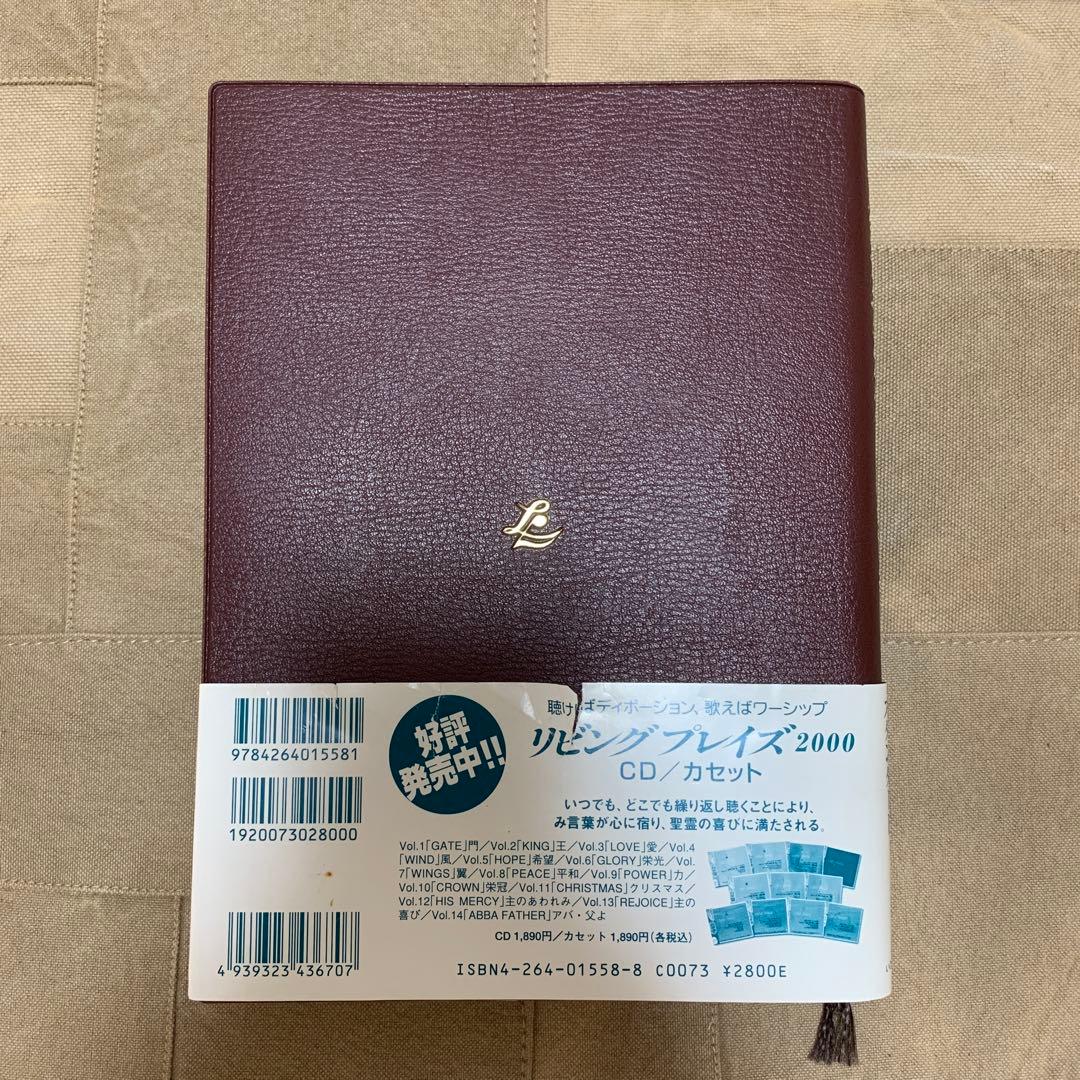 9784264015581
1920073028000
4 939323 436707
好評
発売中!!
聴けばディボーション、歌えばワーシップ
リビングプレイズ2000
CD／カセット
いつでも、どこでも繰り返し聴くことにより、
み言葉が心に宿り、聖霊の喜びに満たされる。
Vol.1「GATE」門／Vol.2「KING」王／Vol.3「LOVE」愛／Vol.4
「WIND」風／Vol.5「HOPE」希望／Vol.6「GLORY」栄光／Vol.
7「WINGS」翼／Vol.8「PEACE」平和／Vol.9「POWER」力／
Vol.10「CROWN」栄冠／Vol.11「CHRISTMAS」クリスマス／
Vol.12「HIS MERCY」主のあわれみ／Vol.13「REJOICE」主の
喜び／Vol.14「ABBA FATHER」アバ・父よ
CD 1,890円／カセット 1,890円（各税込）
ISBN4-264-01558-8 C0073 ¥2800E